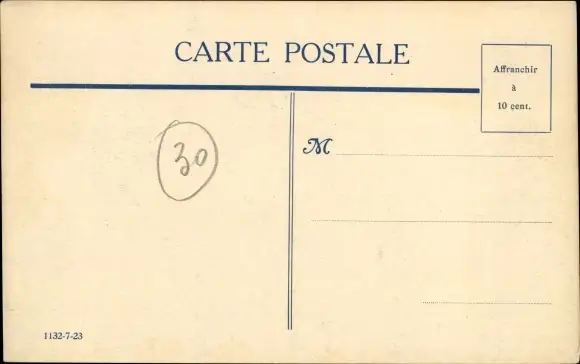 CARTE POSTALE
Affranchir
à
10 cent.
30
M
1132-7-23